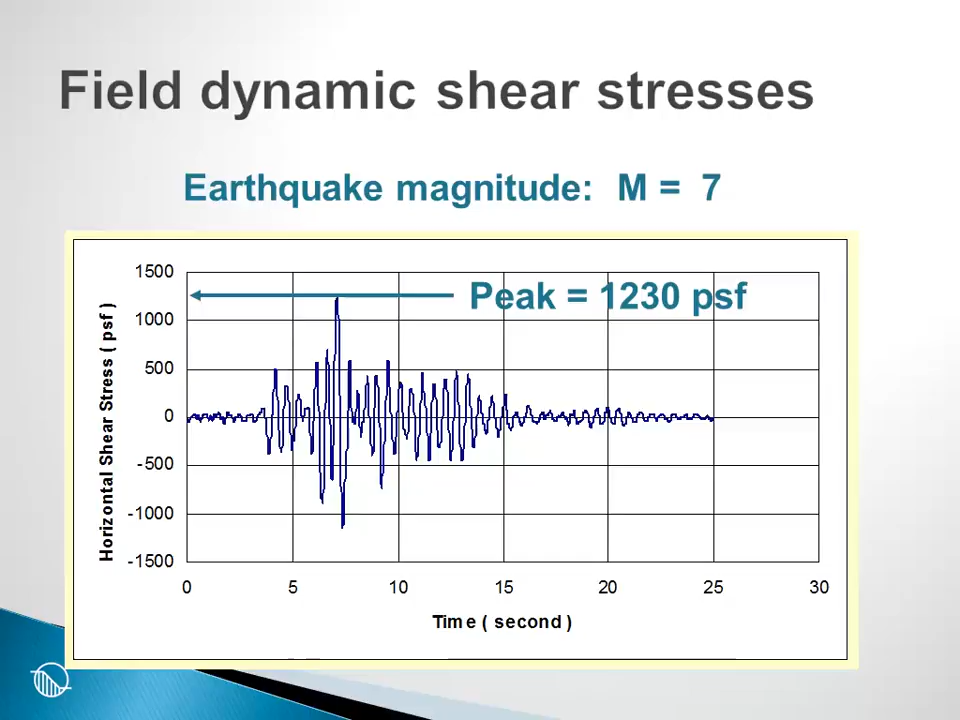 Field dynamic shear stresses
Earthquake magnitude: M = 7
Peak = 1230 psf
Horizontal Shear Stress ( psf )
1500
1000
500
0
-500
-1000
-1500
0 5 10 15 20 25 30
Time ( second )